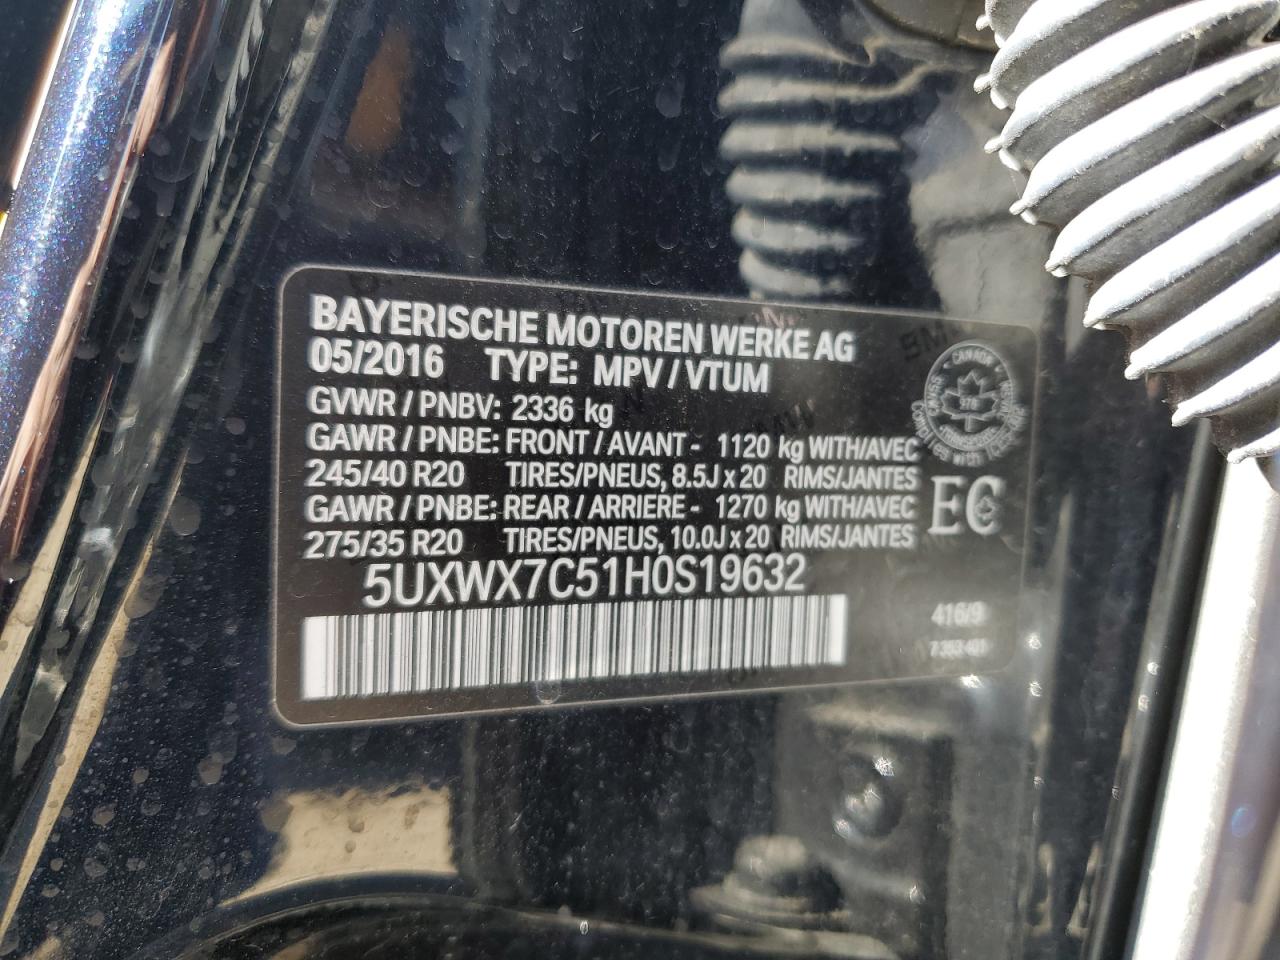 BAYERISCHE MOTOREN WERKE AG
05/2016 TYPE: MPV / VTUM
GVWR / PNBV: 2336 kg
GAWR / PNBE: FRONT / AVANT - 1120 kg WITH/AVEC
245/40 R20 TIRES/PNEUS, 8.5J x 20 RIMS/JANTES
GAWR / PNBE: REAR / ARRIERE - 1270 kg WITH/AVEC
275/35 R20 TIRES/PNEUS, 10.0J x 20 RIMS/JANTES
5UXWX7C51H0S19632
CANADA
EC
416/9